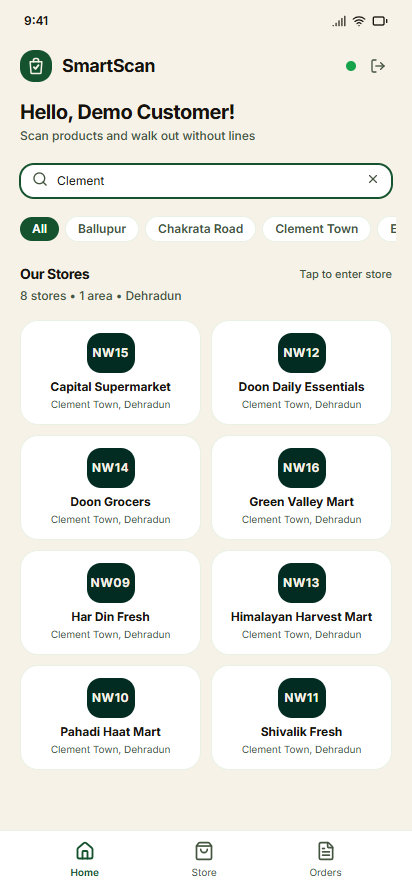 9:41
SmartScan
Hello, Demo Customer!
Scan products and walk out without lines
Clement
All Ballupur Chakrata Road Clement Town
Our Stores Tap to enter store
8 stores • 1 area • Dehradun
NW15 NW12
Capital Supermarket Doon Daily Essentials
Clement Town, Dehradun Clement Town, Dehradun
NW14 NW16
Doon Grocers Green Valley Mart
Clement Town, Dehradun Clement Town, Dehradun
NW09 NW13
Har Din Fresh Himalayan Harvest Mart
Clement Town, Dehradun Clement Town, Dehradun
NW10 NW11
Pahadi Haat Mart Shivalik Fresh
Clement Town, Dehradun Clement Town, Dehradun
Home Store Orders